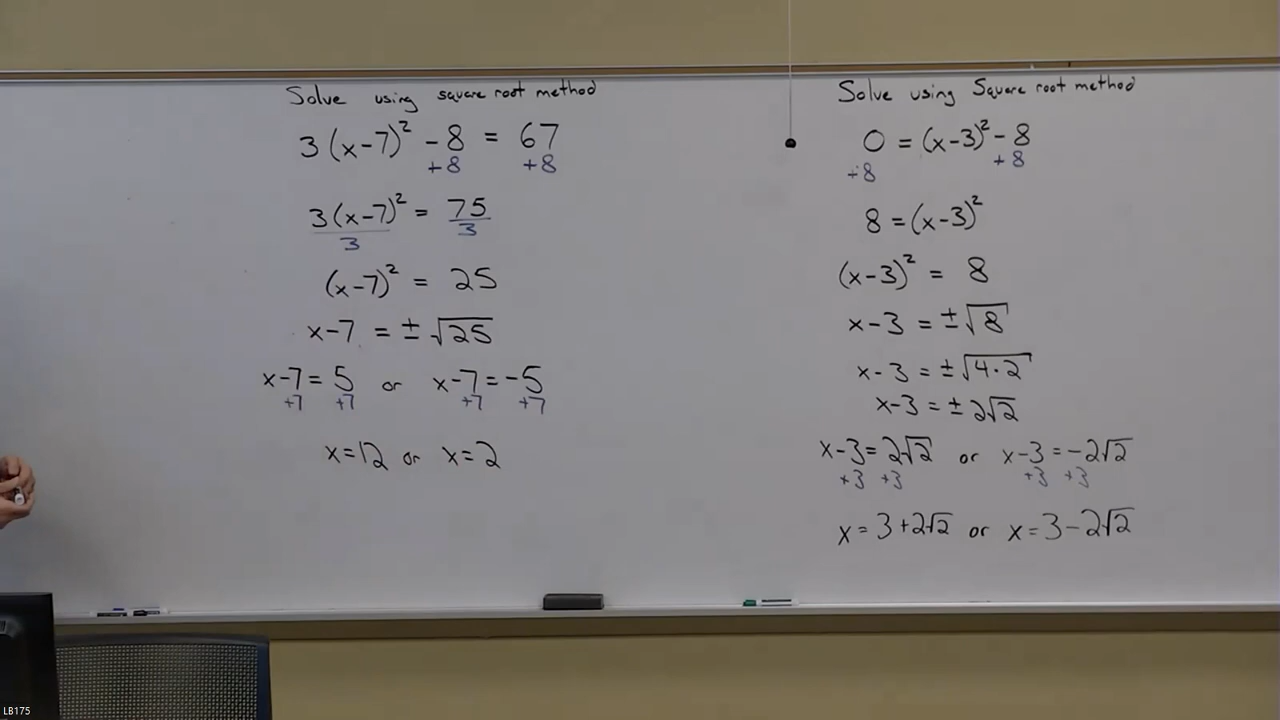 Solve using square root method
3(x-7)² - 8 = 67
+8 +8
3(x-7)² = 75
3 3
(x-7)² = 25
x-7 = ±√25
x-7 = 5 or x-7 = -5
+7 +7 +7 +7
x=12 or x=2
Solve using Square root method
0 = (x-3)² - 8
+8 +8
8 = (x-3)²
(x-3)² = 8
x-3 = ±√8
x-3 = ±√4·2
x-3 = ±2√2
x-3 = 2√2 or x-3 = -2√2
+3 +3 +3 +3
x = 3+2√2 or x = 3-2√2
LB175